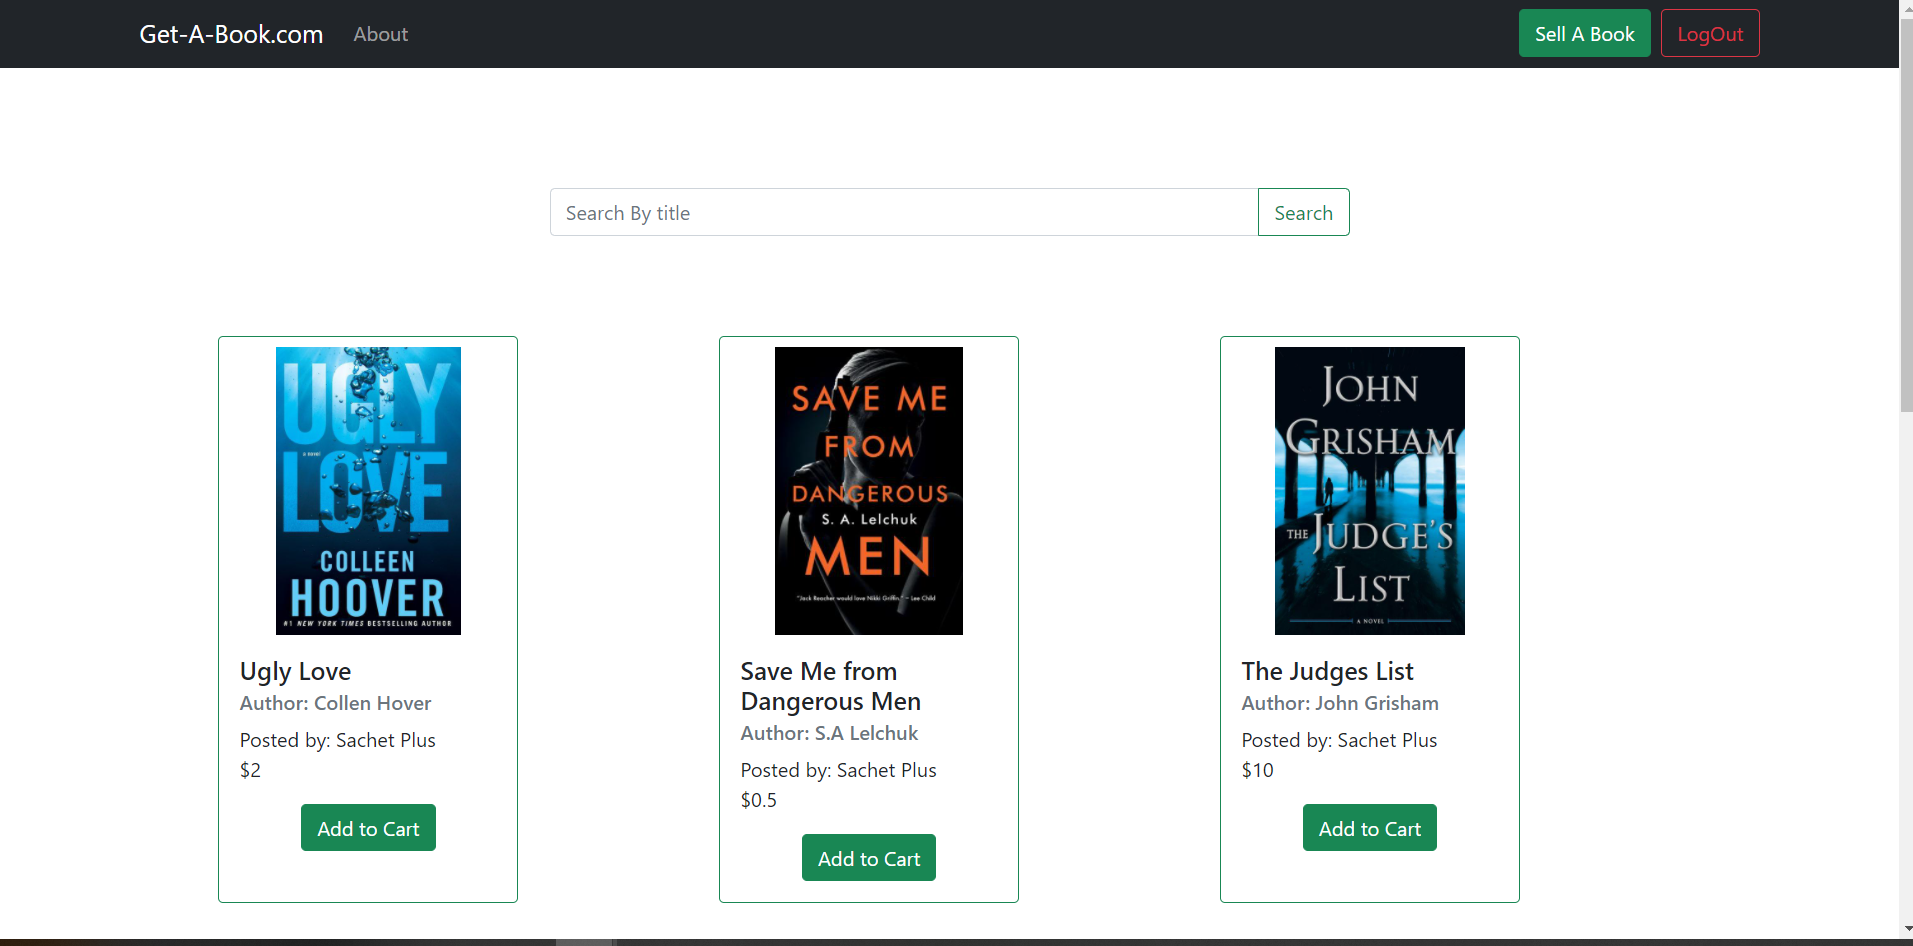 Get-A-Book.com About Sell A Book LogOut
Search By title Search
UGLY
a novel
LOVE
COLLEEN
HOOVER
#1 NEW YORK TIMES BESTSELLING AUTHOR
Ugly Love
Author: Collen Hover
Posted by: Sachet Plus
$2
Add to Cart
SAVE ME
FROM
DANGEROUS
S. A. Lelchuk
MEN
"Jack Reacher would love Nikki Griffin." – Lee Child
Save Me from
Dangerous Men
Author: S.A Lelchuk
Posted by: Sachet Plus
$0.5
Add to Cart
JOHN
GRISHAM
THE JUDGE'S
LIST
A NOVEL
The Judges List
Author: John Grisham
Posted by: Sachet Plus
$10
Add to Cart